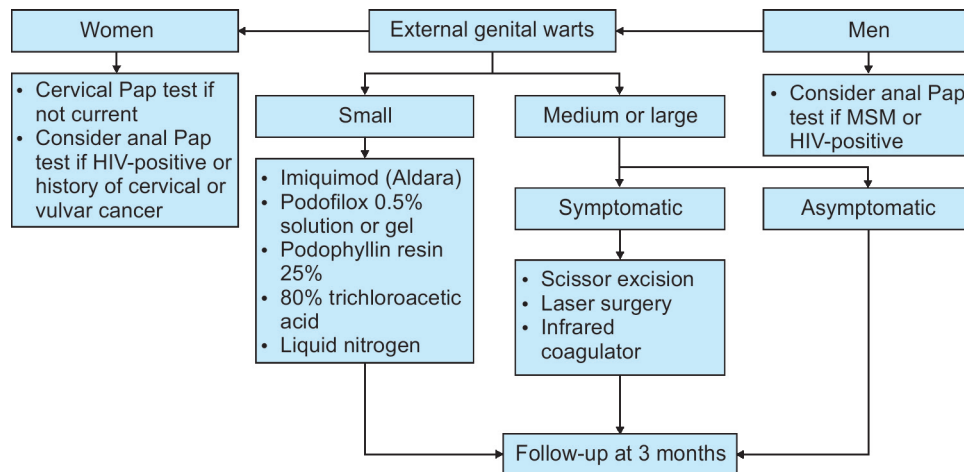 Women
External genital warts
Men
• Cervical Pap test if
not current
• Consider anal Pap
test if HIV-positive or
history of cervical or
vulvar cancer
Small
Medium or large
• Consider anal Pap
test if MSM or
HIV-positive
• Imiquimod (Aldara)
• Podofilox 0.5%
solution or gel
• Podophyllin resin
25%
• 80% trichloroacetic
acid
• Liquid nitrogen
Symptomatic
Asymptomatic
• Scissor excision
• Laser surgery
• Infrared
coagulator
Follow-up at 3 months